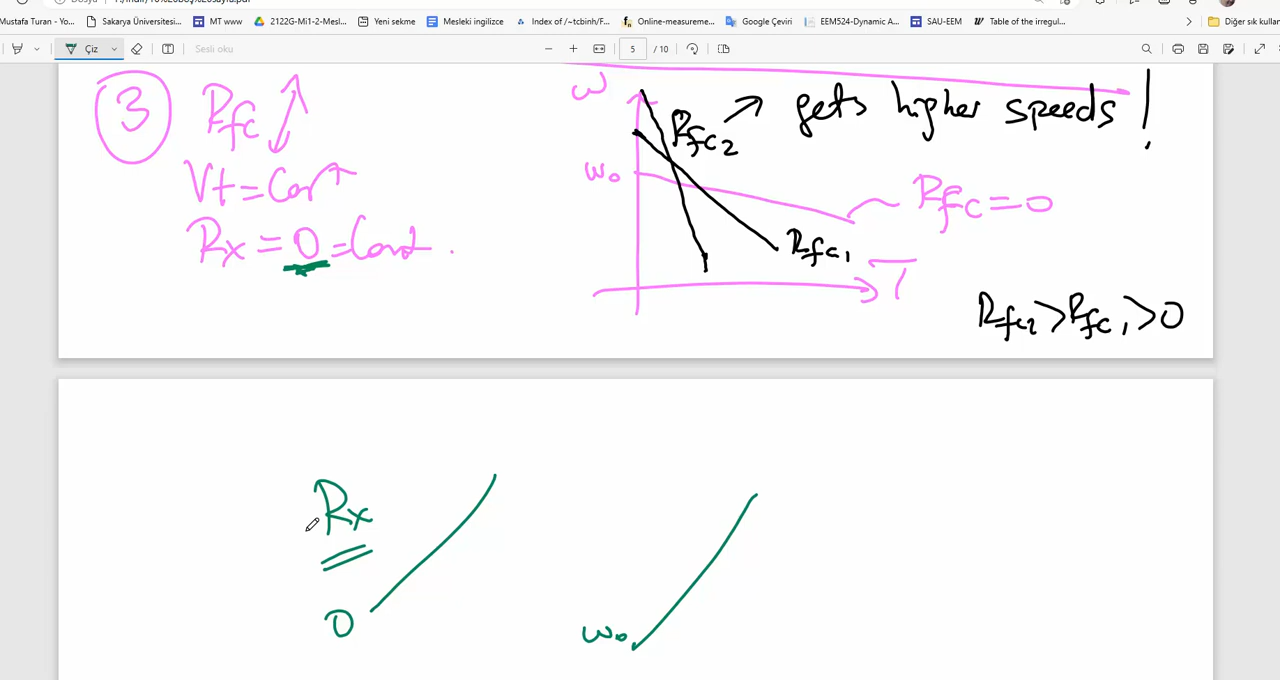 Mustafa Turan - Yo...
Sakarya Üniversitesi...
MT www
2122G-Mi1-2-Mesl...
Yeni sekme
Mesleki ingilizce
Index of /~tcbinh/F...
Online-measureme...
Google Çeviri
EEM524-Dynamic A...
SAU-EEM
Table of the irregul...
Diğer sık kullan
Çiz
Sesli oku
5 / 10
3
Rfc
Vt = Const
Rx = 0 = Const.
ω
Rfc2 gets higher speeds!
ω0
Rfc = 0
Rfc1
T
Rfc2 > Rfc1 > 0
Rx
0
ω0